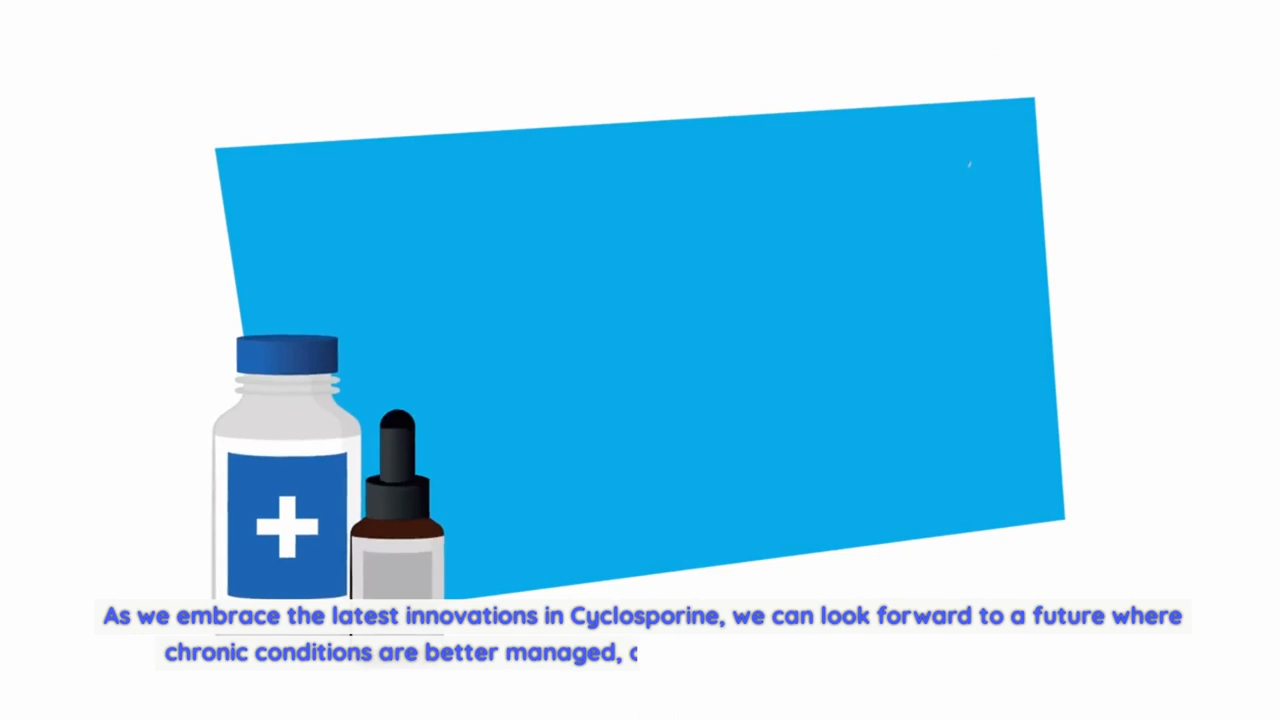 As we embrace the latest innovations in Cyclosporine, we can look forward to a future where
chronic conditions are better managed,